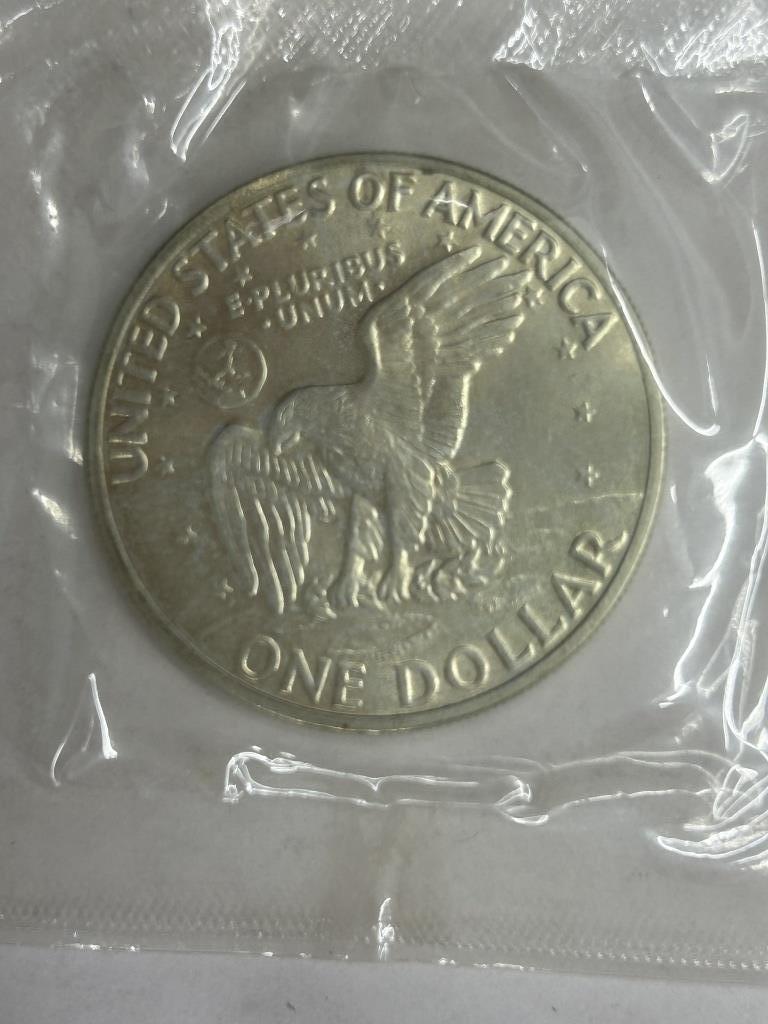 UNITED STATES OF AMERICA
E·PLURIBUS
·UNUM·
ONE DOLLAR